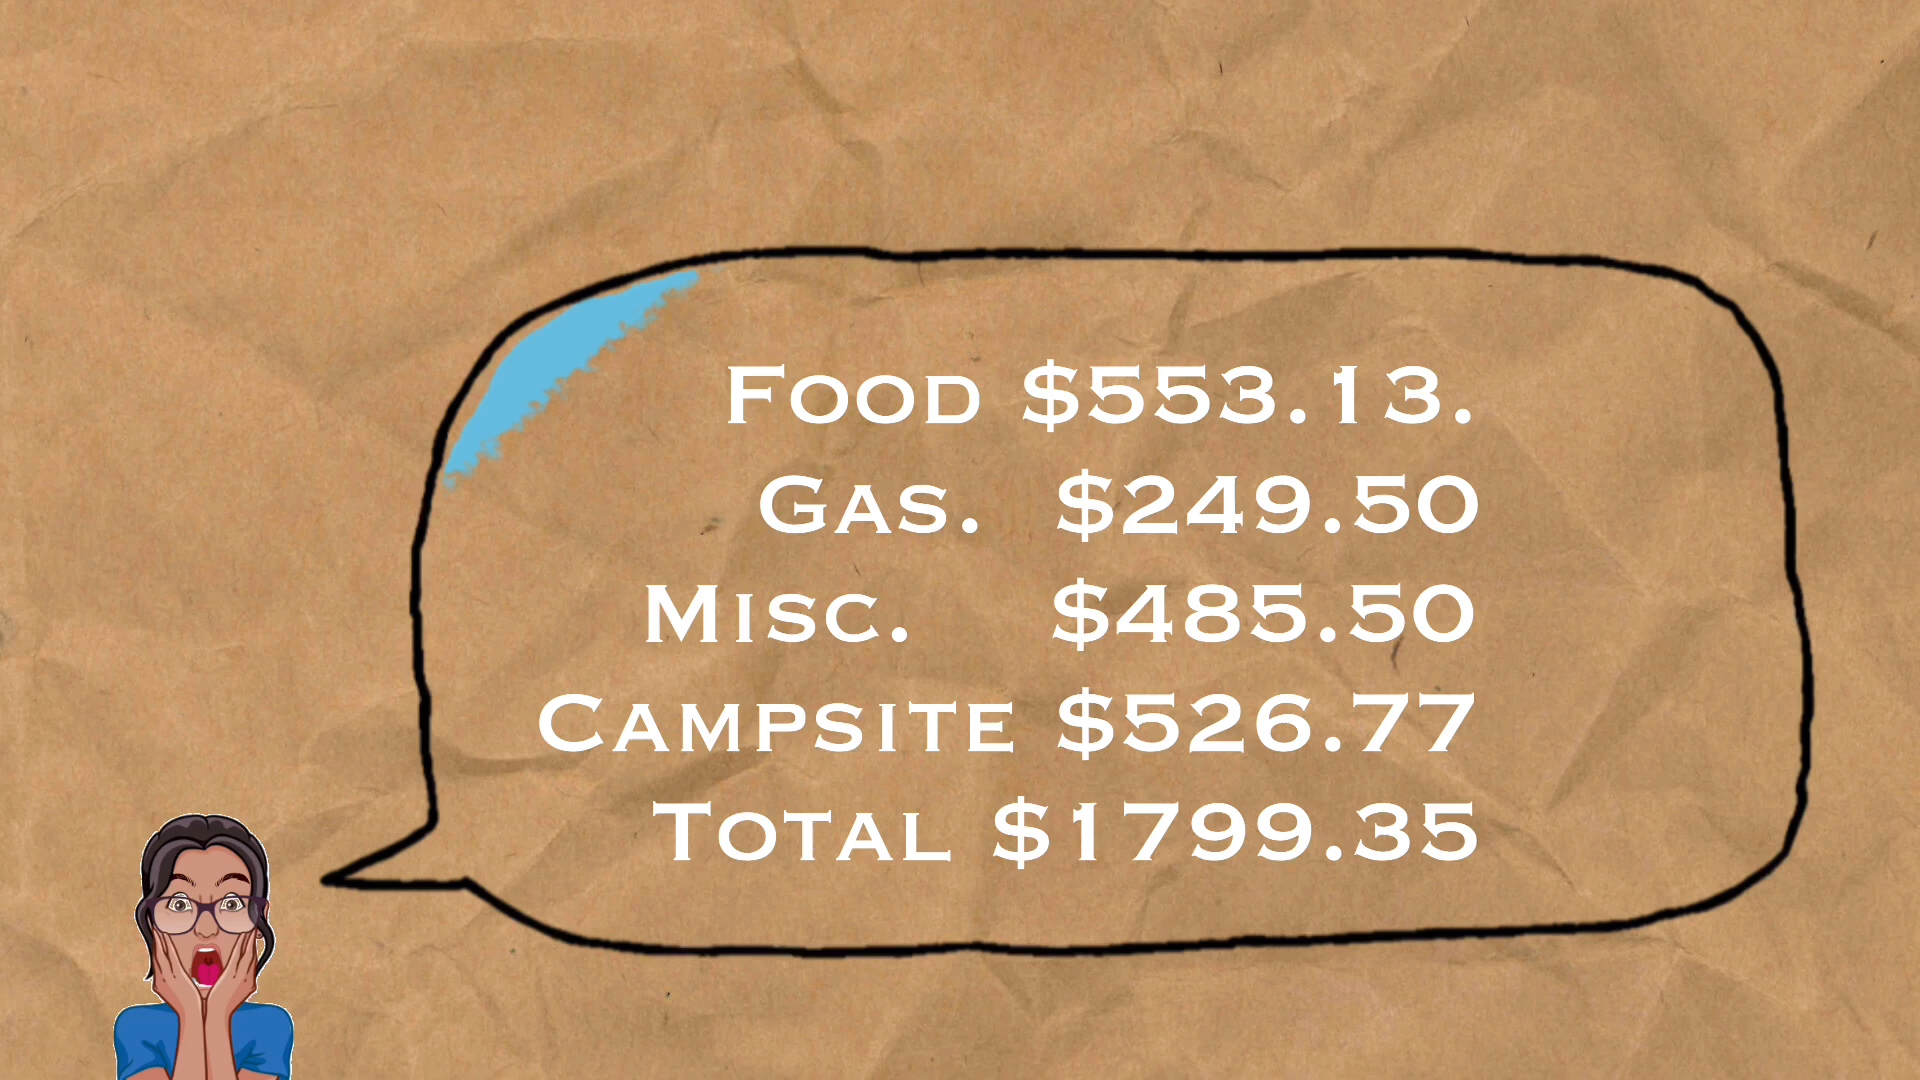 Food $553.13.
Gas. $249.50
Misc. $485.50
Campsite $526.77
Total $1799.35